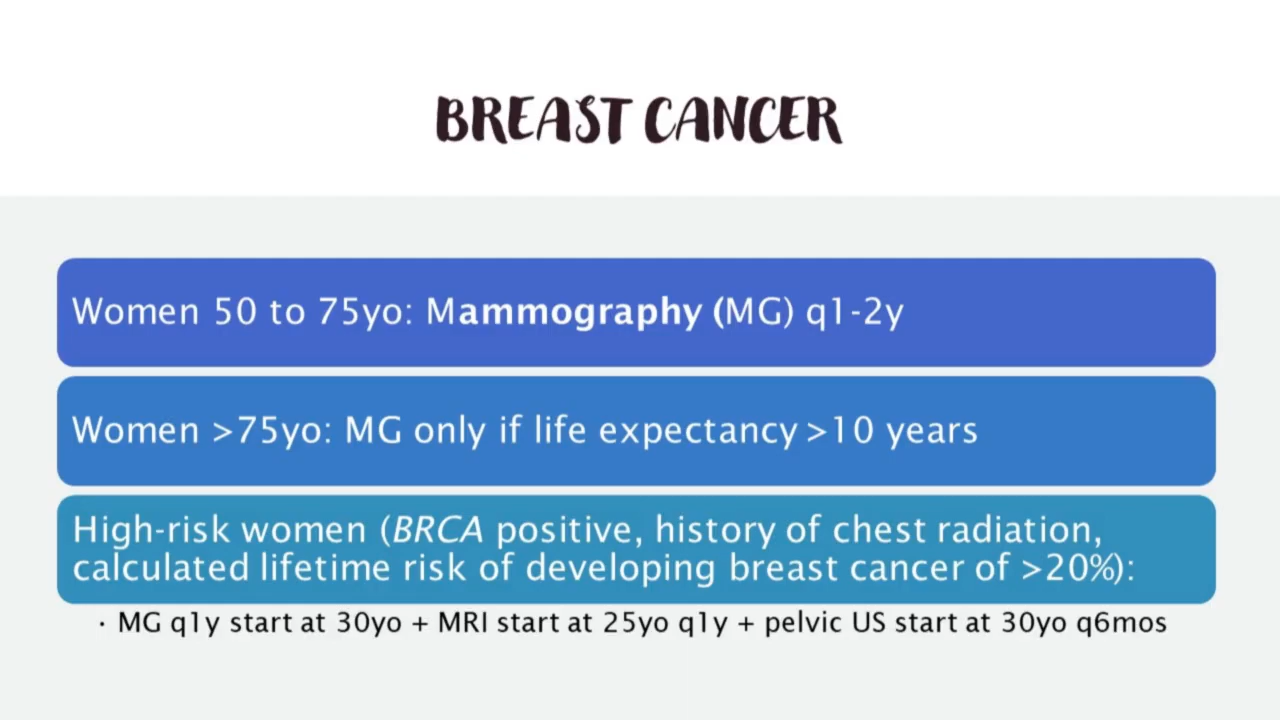 BREAST CANCER
Women 50 to 75yo: Mammography (MG) q1-2y
Women >75yo: MG only if life expectancy >10 years
High-risk women (BRCA positive, history of chest radiation,
calculated lifetime risk of developing breast cancer of >20%):
· MG q1y start at 30yo + MRI start at 25yo q1y + pelvic US start at 30yo q6mos